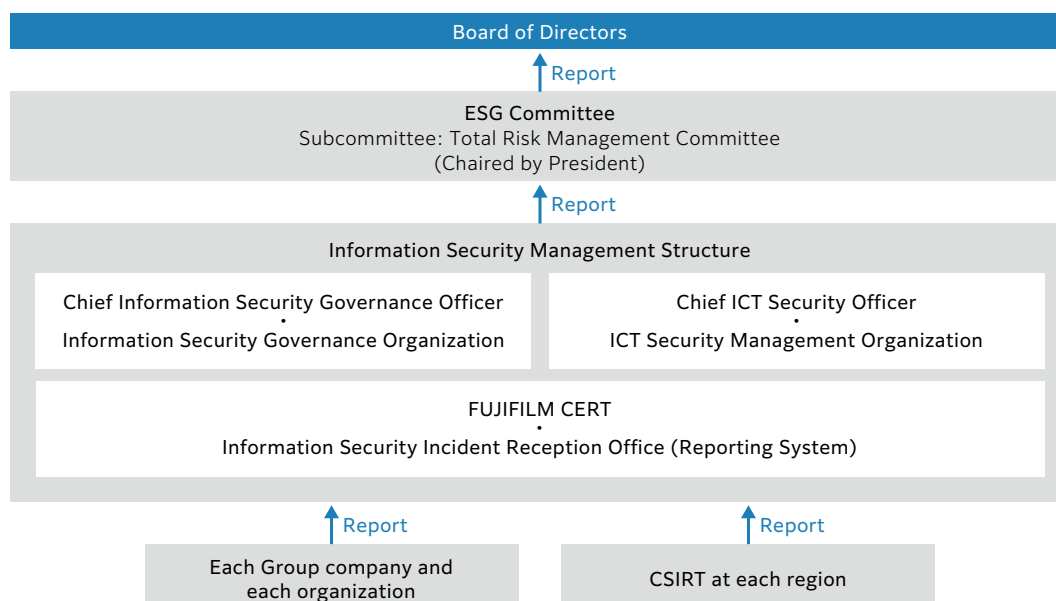 Board of Directors
Report
ESG Committee
Subcommittee: Total Risk Management Committee
(Chaired by President)
Report
Information Security Management Structure
Chief Information Security Governance Officer
・
Information Security Governance Organization
Chief ICT Security Officer
・
ICT Security Management Organization
FUJIFILM CERT
・
Information Security Incident Reception Office (Reporting System)
Report
Report
Each Group company and
each organization
CSIRT at each region